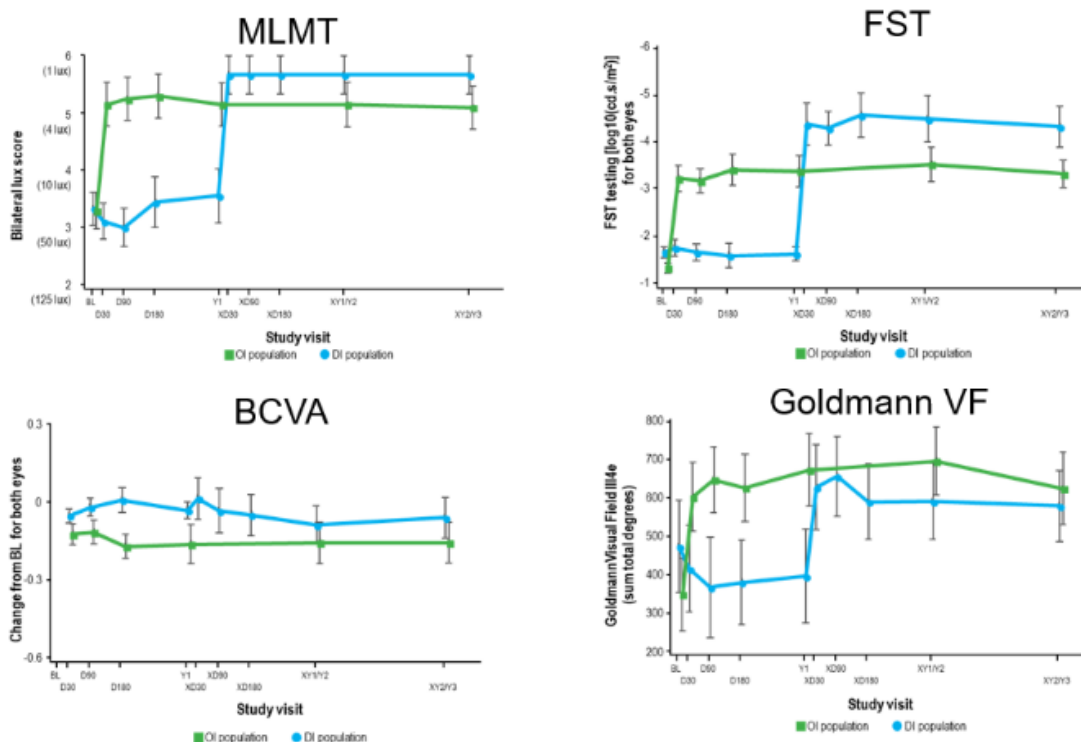 MLMT
Bilateral lux score
6
(1 lux)
5
(4 lux)
4
(10 lux)
3
(50 lux)
2
(125 lux)
BL D90 Y1 XD90 XY1/Y2
D30 D180 XD30 XD180 XY2/Y3
Study visit
OI population DI population
FST
FST testing [log10(cd.s/m²)]
for both eyes
-6
-5
-4
-3
-2
-1
BL D90 Y1 XD90 XY1/Y2
D30 D180 XD30 XD180 XY2/Y3
Study visit
OI population DI population
BCVA
Change from BL for both eyes
0.3
0
-0.3
-0.6
BL D90 Y1 XD90 XY1/Y2
D30 D180 XD30 XD180 XY2/Y3
Study visit
OI population DI population
Goldmann VF
Goldmann Visual Field III4e
(sum total degrees)
800
700
600
500
400
300
200
BL D90 Y1 XD90 XY1/Y2
D30 D180 XD30 XD180 XY2/Y3
Study visit
OI population DI population